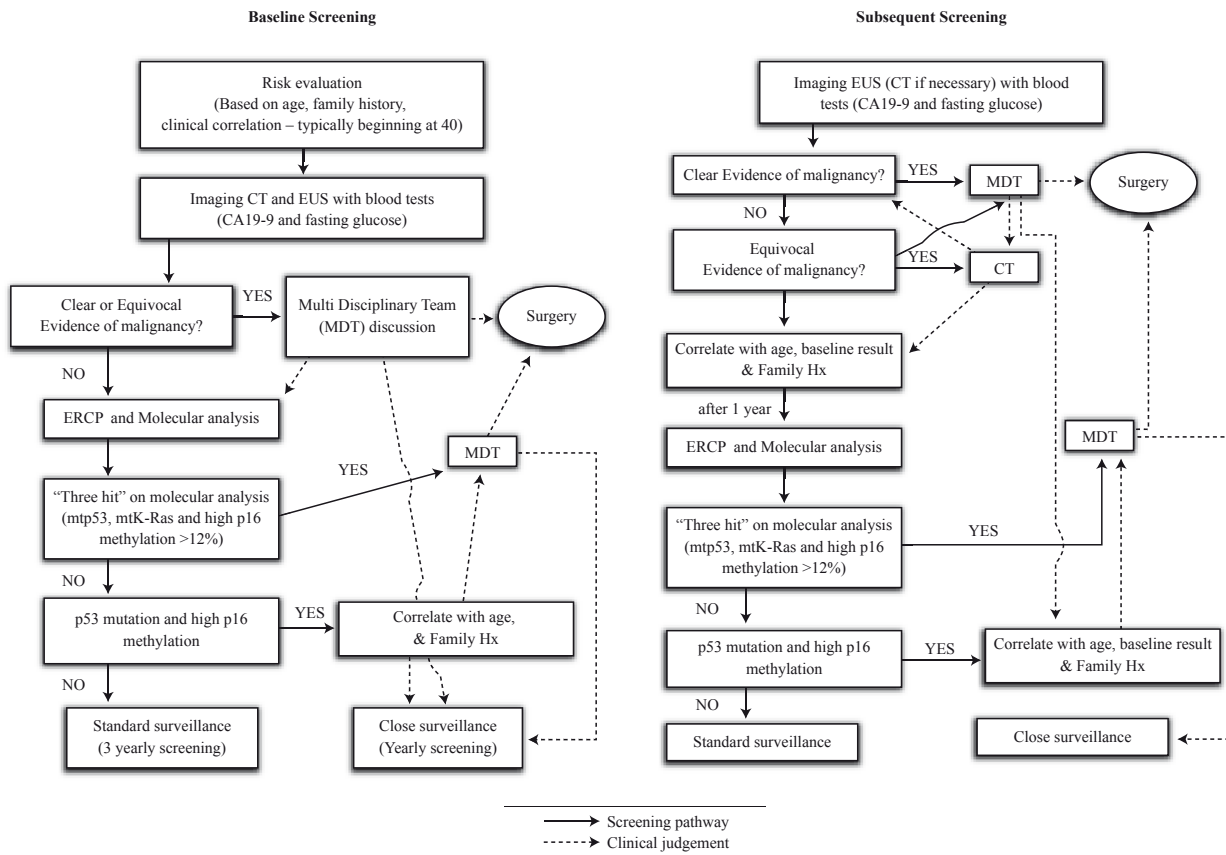 Baseline Screening
Risk evaluation
(Based on age, family history,
clinical correlation – typically beginning at 40)
Imaging CT and EUS with blood tests
(CA19-9 and fasting glucose)
Clear or Equivocal
Evidence of malignancy?
YES
Multi Disciplinary Team
(MDT) discussion
Surgery
NO
ERCP and Molecular analysis
MDT
YES
“Three hit” on molecular analysis
(mtp53, mtK-Ras and high p16
methylation >12%)
NO
p53 mutation and high p16
methylation
YES
Correlate with age,
& Family Hx
NO
Standard surveillance
(3 yearly screening)
Close surveillance
(Yearly screening)
Subsequent Screening
Imaging EUS (CT if necessary) with blood
tests (CA19-9 and fasting glucose)
Clear Evidence of malignancy?
YES
MDT
Surgery
NO
Equivocal
Evidence of malignancy?
YES
CT
Correlate with age, baseline result
& Family Hx
after 1 year
MDT
ERCP and Molecular analysis
“Three hit” on molecular analysis
(mtp53, mtK-Ras and high p16
methylation >12%)
YES
NO
p53 mutation and high p16
methylation
YES
Correlate with age, baseline result
& Family Hx
NO
Standard surveillance
Close surveillance
Screening pathway
Clinical judgement